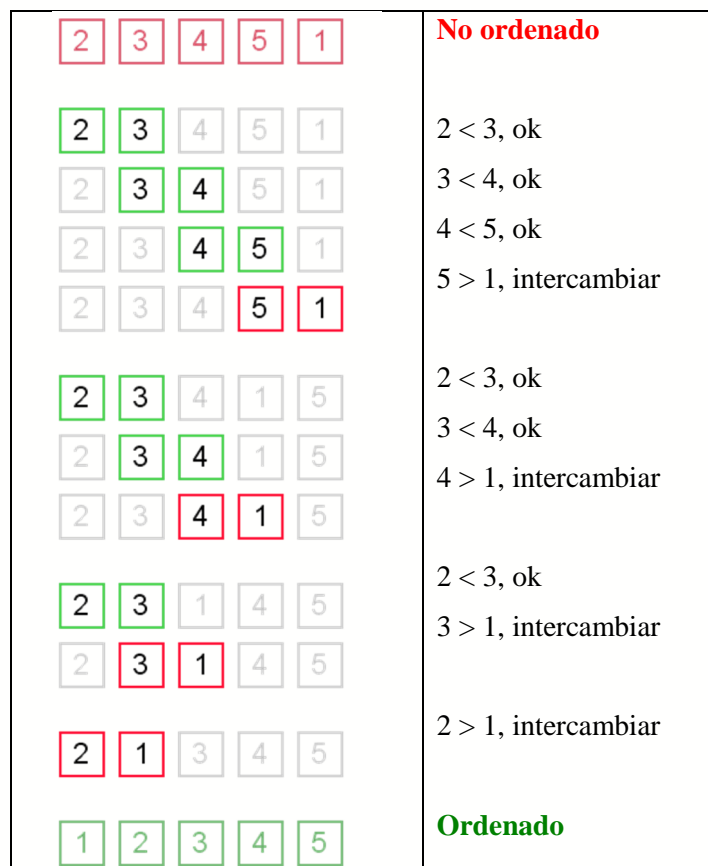 2 3 4 5 1 No ordenado
2 3 4 5 1 2 < 3, ok
2 3 4 5 1 3 < 4, ok
2 3 4 5 1 4 < 5, ok
2 3 4 5 1 5 > 1, intercambiar
2 3 4 1 5 2 < 3, ok
2 3 4 1 5 3 < 4, ok
2 3 4 1 5 4 > 1, intercambiar
2 3 1 4 5 2 < 3, ok
2 3 1 4 5 3 > 1, intercambiar
2 1 3 4 5 2 > 1, intercambiar
1 2 3 4 5 Ordenado